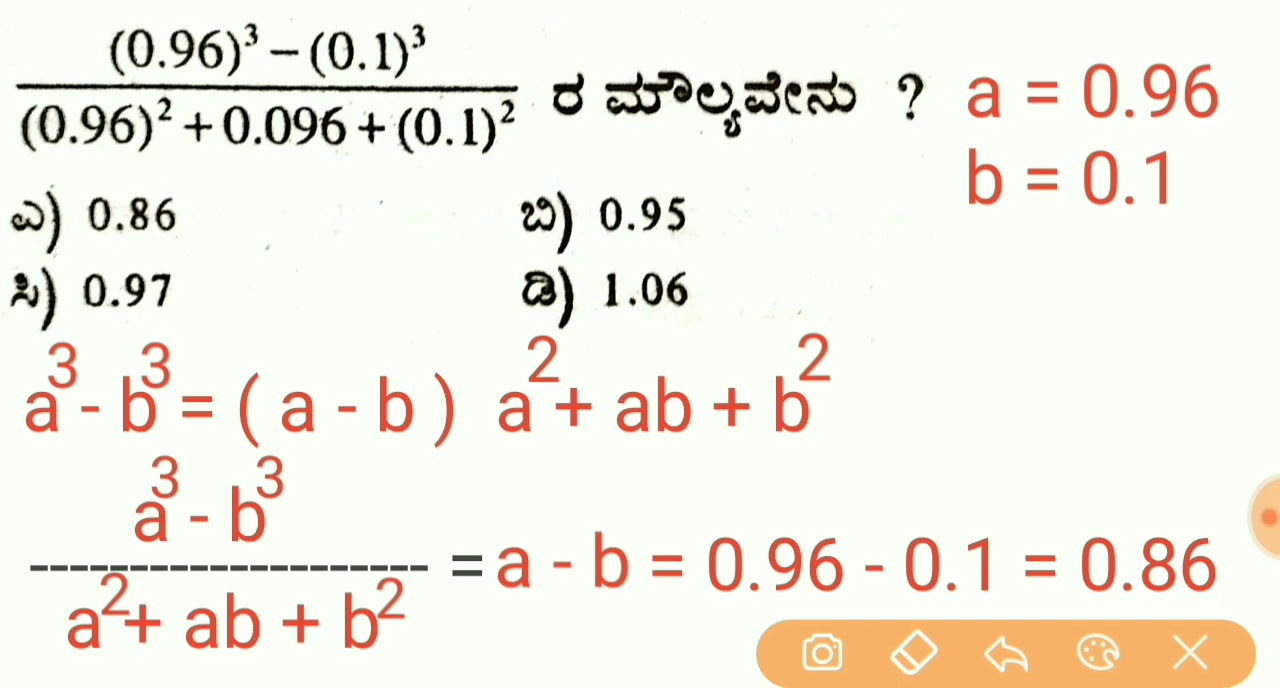 (0.96)³ – (0.1)³
(0.96)² + 0.096 + (0.1)² ರ ಮೌಲ್ಯವೇನು ?
a = 0.96
b = 0.1
ಎ) 0.86 ಬಿ) 0.95
ಸಿ) 0.97 ಡಿ) 1.06
a³ - b³ = ( a - b ) a² + ab + b²
a³ - b³
-------------------- = a - b = 0.96 - 0.1 = 0.86
a² + ab + b²